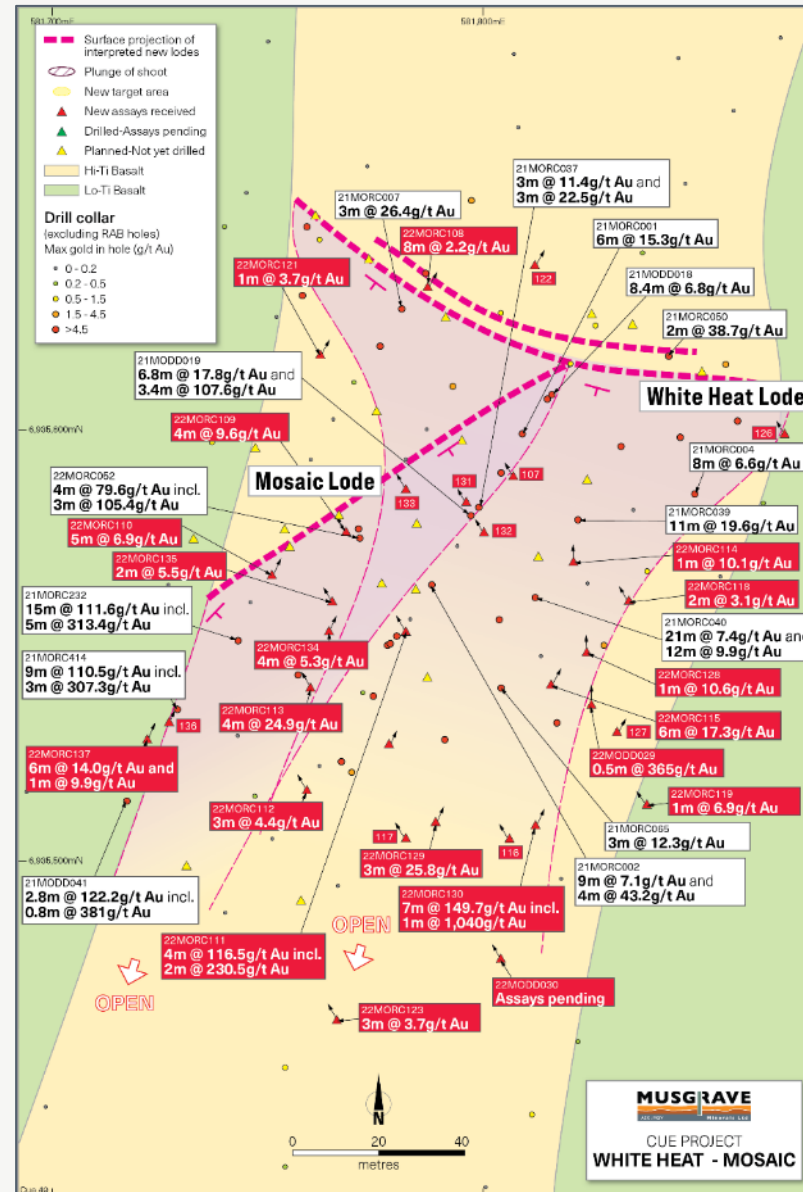 581,700mE
581,800mE
Surface projection of
interpreted new lodes
Plunge of shoot
New target area
New assays received
Drilled-Assays pending
Planned-Not yet drilled
Hi-Ti Basalt
Lo-Ti Basalt
Drill collar
(excluding RAB holes)
Max gold in hole (g/t Au)
0 - 0.2
0.2 - 0.5
0.5 - 1.5
1.5 - 4.5
>4.5
21MORC037
3m @ 11.4g/t Au and
3m @ 22.5g/t Au
21MORC007
3m @ 26.4g/t Au
21MORC001
6m @ 15.3g/t Au
22MORC108
8m @ 2.2g/t Au
22MORC121
1m @ 3.7g/t Au
122
21MODD018
8.4m @ 6.8g/t Au
21MORC050
2m @ 38.7g/t Au
21MODD019
6.8m @ 17.8g/t Au and
3.4m @ 107.6g/t Au
White Heat Lode
22MORC109
4m @ 9.6g/t Au
6,935,600mN
126
21MORC004
8m @ 6.6g/t Au
107
Mosaic Lode
22MORC052
4m @ 79.6g/t Au incl.
3m @ 105.4g/t Au
131
133
21MORC039
11m @ 19.6g/t Au
132
22MORC110
5m @ 6.9g/t Au
22MORC114
1m @ 10.1g/t Au
22MORC135
2m @ 5.5g/t Au
22MORC118
2m @ 3.1g/t Au
21MORC232
15m @ 111.6g/t Au incl.
5m @ 313.4g/t Au
21MORC040
21m @ 7.4g/t Au and
12m @ 9.9g/t Au
22MORC134
4m @ 5.3g/t Au
21MORC414
9m @ 110.5g/t Au incl.
3m @ 307.3g/t Au
22MORC128
1m @ 10.6g/t Au
22MORC113
4m @ 24.9g/t Au
22MORC115
6m @ 17.3g/t Au
136
127
22MORC137
6m @ 14.0g/t Au and
1m @ 9.9g/t Au
22MODD029
0.5m @ 365g/t Au
22MORC119
1m @ 6.9g/t Au
22MORC112
3m @ 4.4g/t Au
21MORC065
3m @ 12.3g/t Au
117
116
22MORC129
3m @ 25.8g/t Au
21MORC002
9m @ 7.1g/t Au and
4m @ 43.2g/t Au
6,935,500mN
21MODD041
2.8m @ 122.2g/t Au incl.
0.8m @ 381g/t Au
22MORC130
7m @ 149.7g/t Au incl.
1m @ 1,040g/t Au
OPEN
22MORC111
4m @ 116.5g/t Au incl.
2m @ 230.5g/t Au
OPEN
22MODD030
Assays pending
22MORC123
3m @ 3.7g/t Au
N
0 20 40
metres
MUSGRAVE
Minerals Ltd
CUE PROJECT
WHITE HEAT - MOSAIC